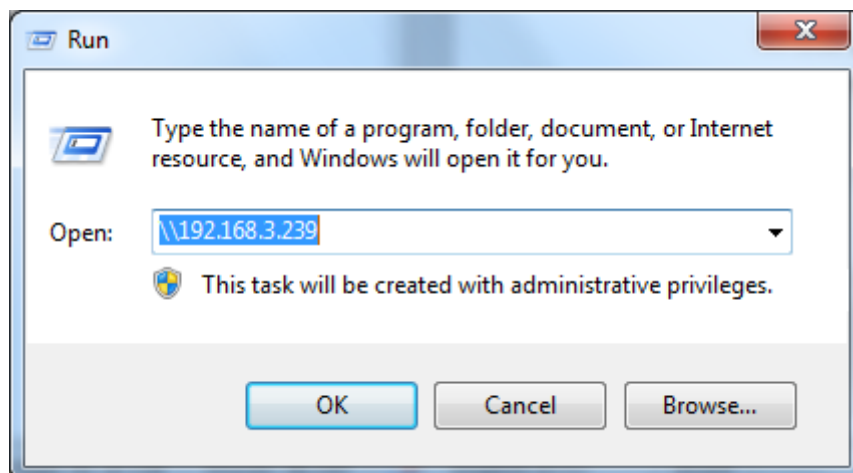 Run
Type the name of a program, folder, document, or Internet
resource, and Windows will open it for you.
Open: \\192.168.3.239
This task will be created with administrative privileges.
OK Cancel Browse...